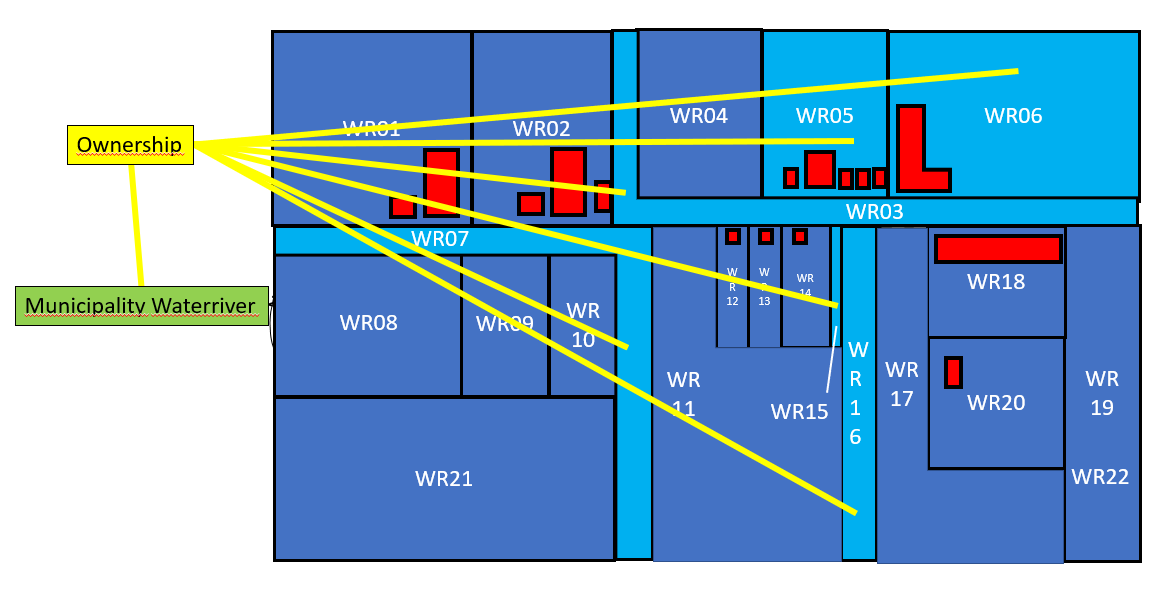 WR01
WR02
WR04
WR05
WR06
Ownership
WR03
WR07
Municipality Waterriver
WR08
WR09
WR
10
W
R
12
W
R
13
WR
14
WR18
WR
11
WR15
W
R
1
6
WR
17
WR20
WR
19
WR21
WR22